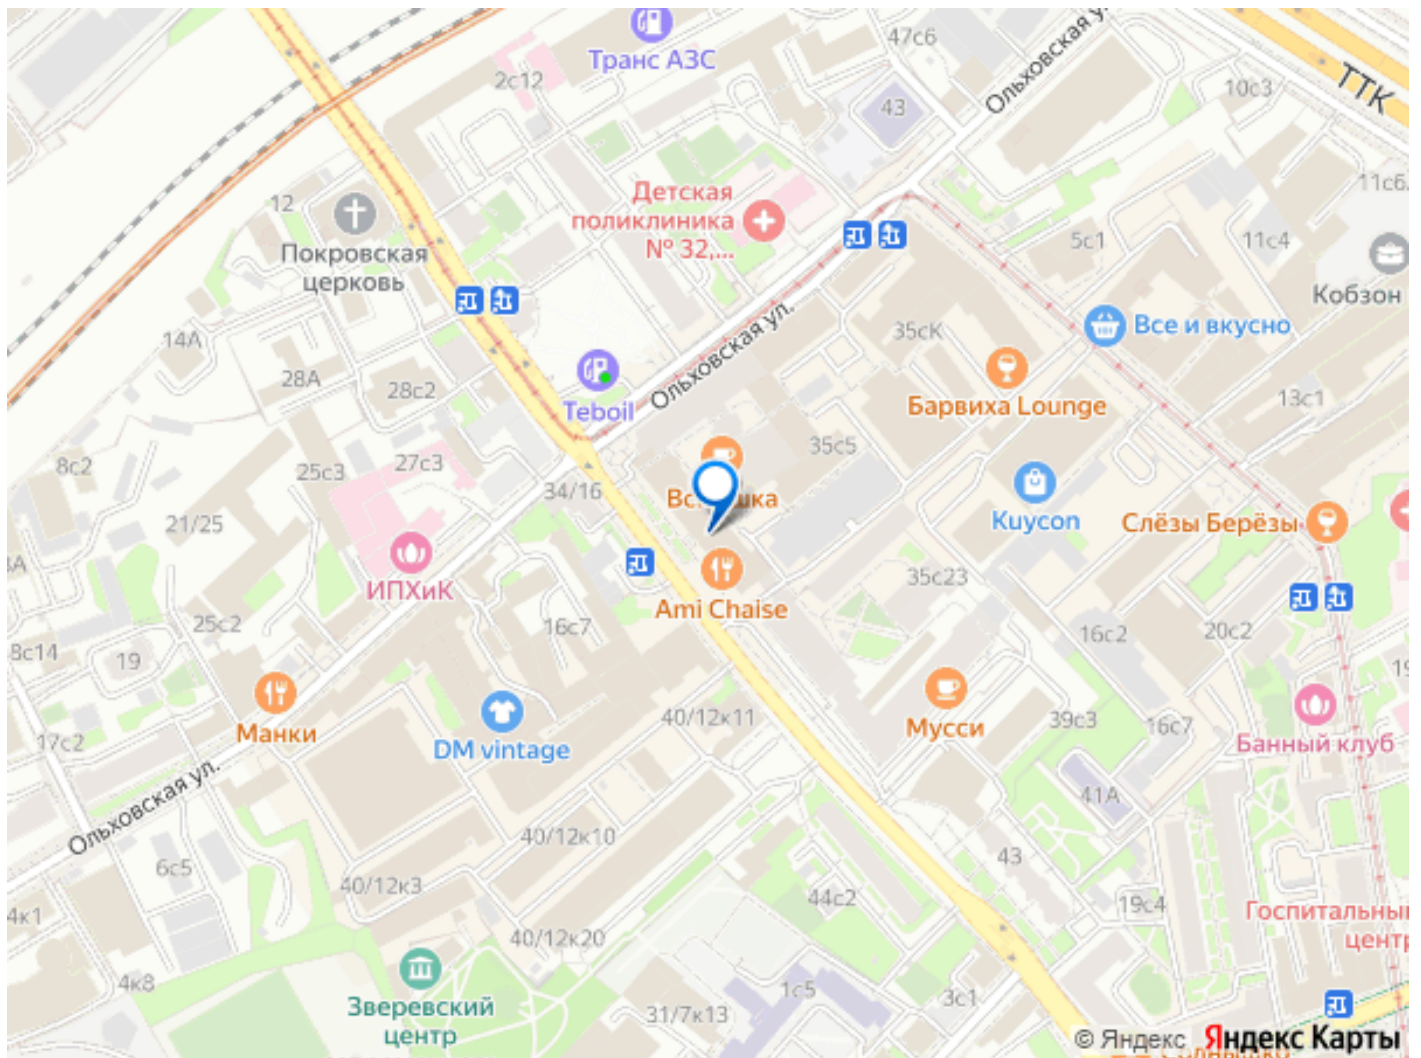 47с6
Транс АЗС
2с12
Ольховская у
ТТК
10с3
43
Детская
поликлиника
№ 32,...
11с6
12
Покровская
церковь
5с1
11с4
Кобзон
14А
35сК
Все и вкусно
Ольховская ул.
28А
28с2
Teboil
Барвиха Lounge
13с1
8с2
25с3
27с3
35с5
34/16
21/25
Kuycon
Слёзы Берёзы
ИПХиК
Ami Chaise
35с23
25с2
16с7
16с2
20с2
8с14
19
40/12к11
39с3
16с7
Манки
DM vintage
Мусси
Банный клуб
17с2
Ольховская ул.
41А
40/12к10
6с5
43
40/12к3
44с2
19с4
4к1
Госпитальны
центр
40/12к20
4к8
Зверевский
центр
1с5
3с1
31/7к13
© Яндекс Яндекс Карты